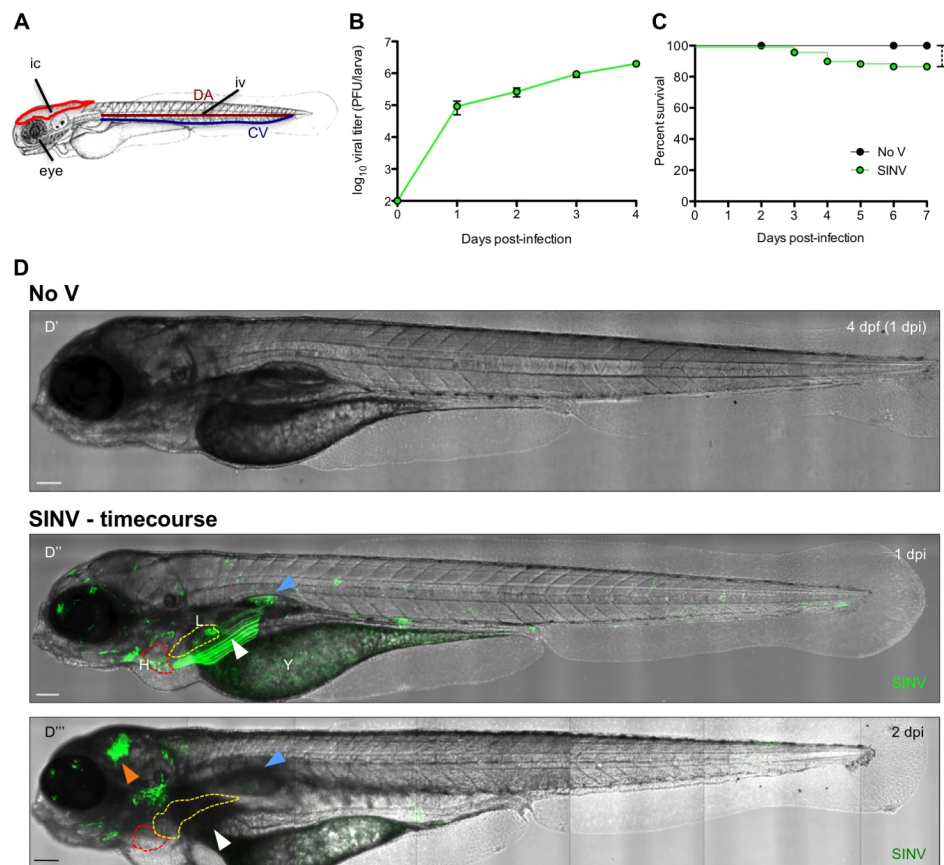 A
ic
DA
iv
CV
eye
B
log10 viral titer (PFU/larva)
7
6
5
4
3
2
0
1
2
3
4
Days post-infection
C
Percent survival
100
80
60
40
20
0
No V
SINV
0
1
2
3
4
5
6
7
Days post-infection
D
No V
D'
4 dpf (1 dpi)
SINV - timecourse
D''
1 dpi
L
H
Y
SINV
D'''
2 dpi
SINV